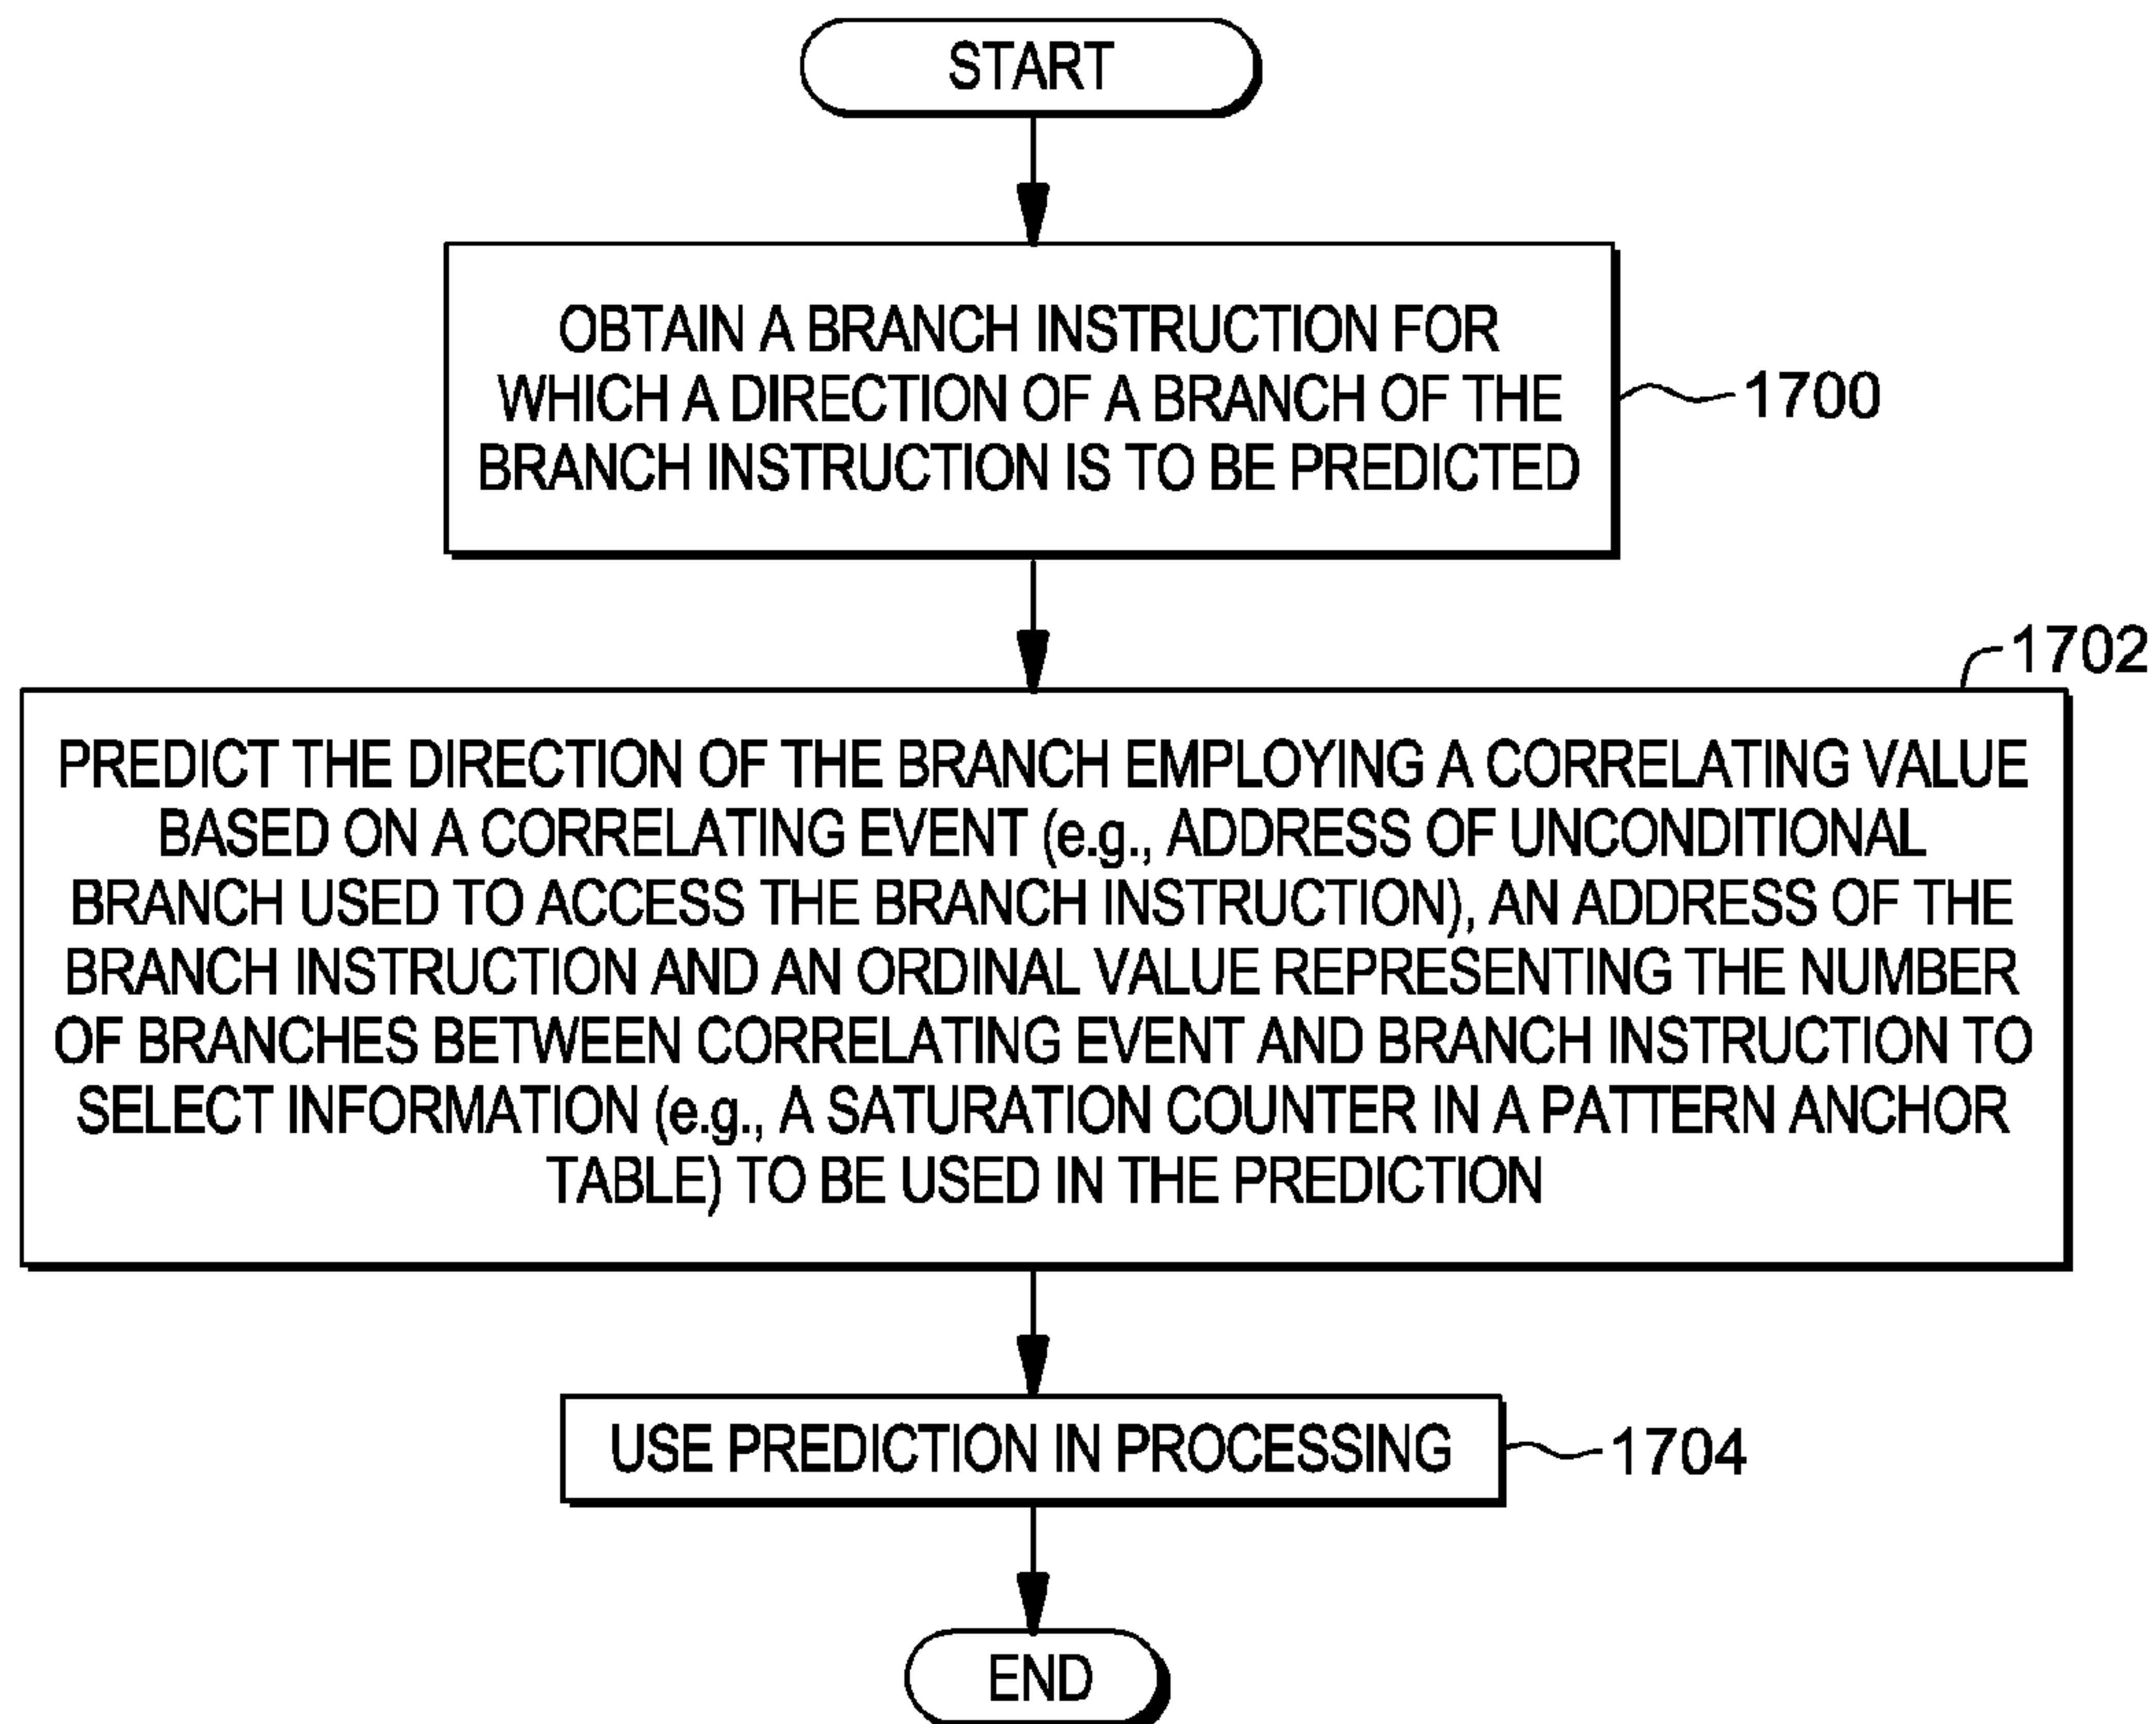 START
OBTAIN A BRANCH INSTRUCTION FOR
WHICH A DIRECTION OF A BRANCH OF THE
BRANCH INSTRUCTION IS TO BE PREDICTED
1700
1702
PREDICT THE DIRECTION OF THE BRANCH EMPLOYING A CORRELATING VALUE
BASED ON A CORRELATING EVENT (e.g., ADDRESS OF UNCONDITIONAL
BRANCH USED TO ACCESS THE BRANCH INSTRUCTION), AN ADDRESS OF THE
BRANCH INSTRUCTION AND AN ORDINAL VALUE REPRESENTING THE NUMBER
OF BRANCHES BETWEEN CORRELATING EVENT AND BRANCH INSTRUCTION TO
SELECT INFORMATION (e.g., A SATURATION COUNTER IN A PATTERN ANCHOR
TABLE) TO BE USED IN THE PREDICTION
USE PREDICTION IN PROCESSING
1704
END